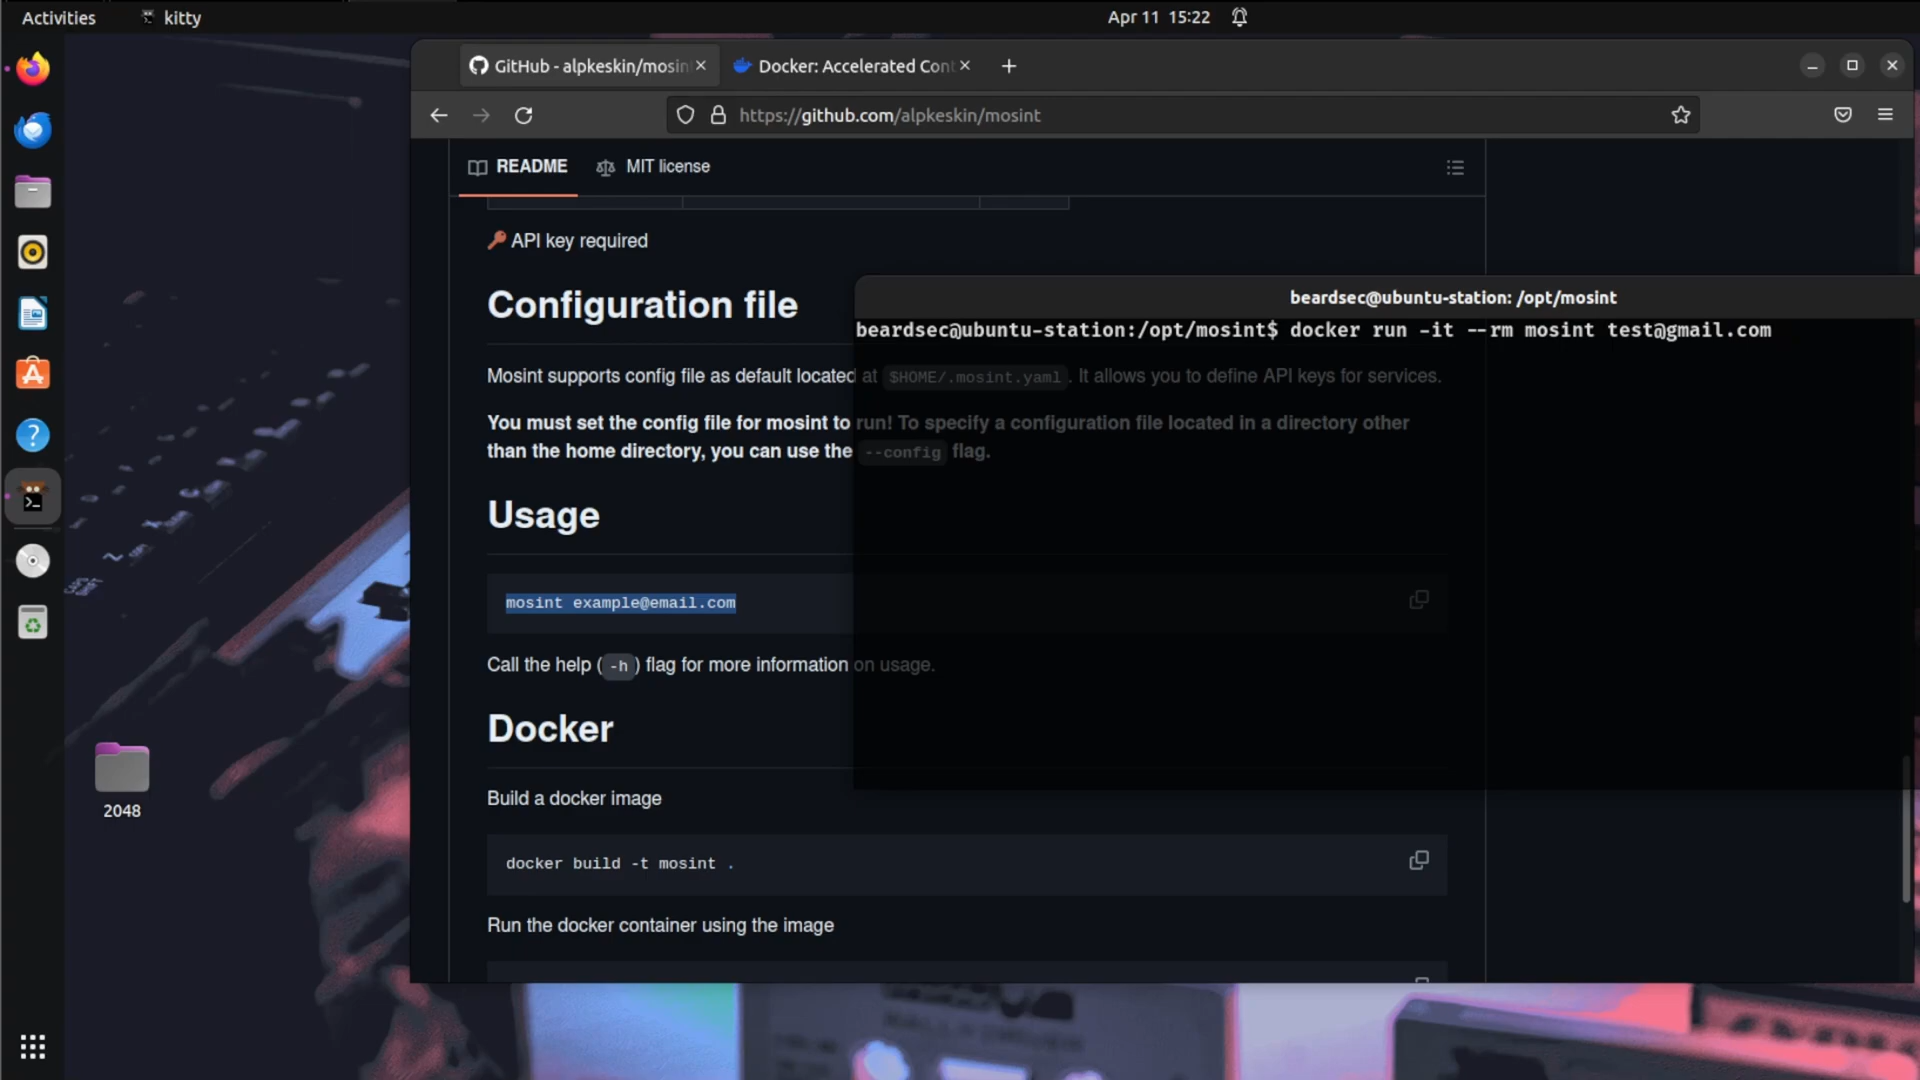 Activities
kitty
Apr 11 15:22
GitHub - alpkeskin/mosin
Docker: Accelerated Cont
https://github.com/alpkeskin/mosint
README
MIT license
API key required
beardsec@ubuntu-station: /opt/mosint
beardsec@ubuntu-station:/opt/mosint$ docker run -it --rm mosint test@gmail.com
Configuration file
Mosint supports config file as default located at $HOME/.mosint.yaml. It allows you to define API keys for services.
You must set the config file for mosint to run! To specify a configuration file located in a directory other
than the home directory, you can use the --config flag.
Usage
mosint example@email.com
Call the help (-h) flag for more information on usage.
Docker
Build a docker image
docker build -t mosint .
Run the docker container using the image
2048